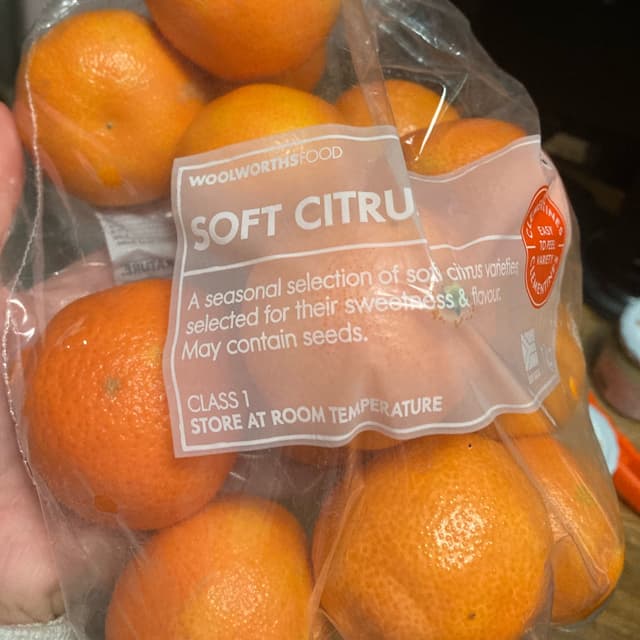 WOOLWORTHSFOOD
SOFT CITRU
A seasonal selection of soft citrus varieties
selected for their sweetness & flavour.
May contain seeds.
CLASS 1
STORE AT ROOM TEMPERATURE
EASY
TO PEEL
VARIETY